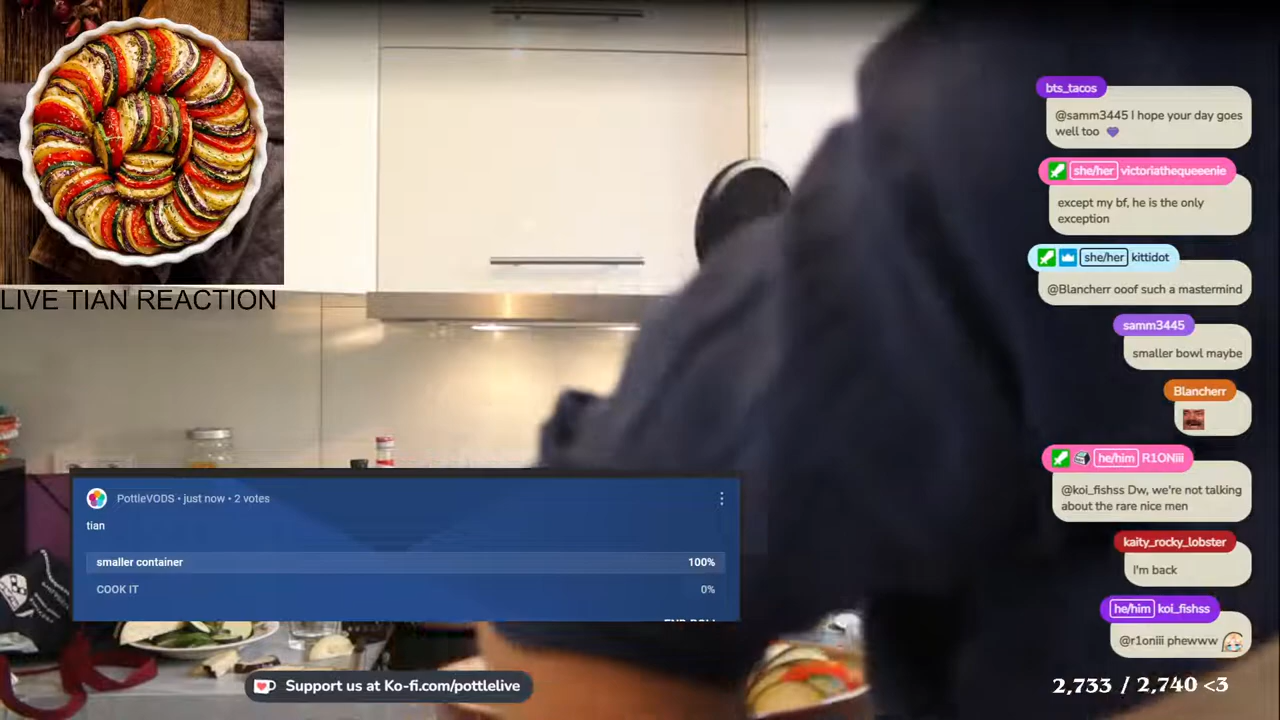 LIVE TIAN REACTION
PottleVODS • just now • 2 votes
tian
smaller container 100%
COOK IT 0%
END POLL
Support us at Ko-fi.com/pottlelive
bts_tacos
@samm3445 I hope your day goes
well too
she/her victoriathequeeenie
except my bf, he is the only
exception
she/her kittidot
@Blancherr ooof such a mastermind
samm3445
smaller bowl maybe
Blancherr
he/him R1ONiii
@koi_fishss Dw, we're not talking
about the rare nice men
kaity_rocky_lobster
I'm back
he/him koi_fishss
@r1oniii phewww
2,733 / 2,740 <3